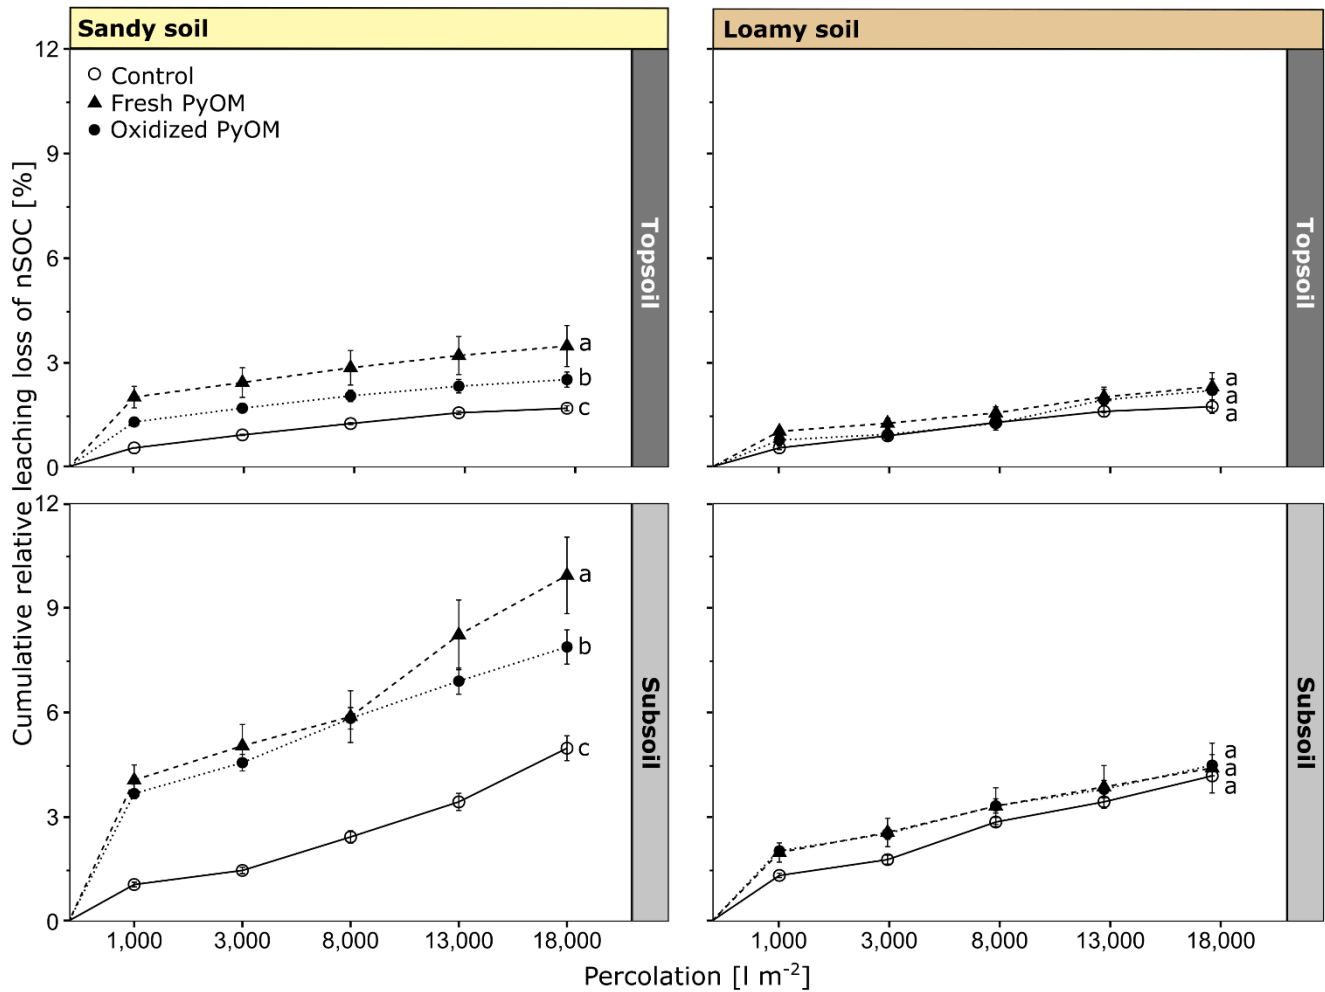 Sandy soil
Loamy soil
Cumulative relative leaching loss of nSOC [%]
12
9
6
3
0
Control
Fresh PyOM
Oxidized PyOM
a
b
c
Topsoil
a
a
a
Topsoil
12
9
6
3
0
a
b
c
Subsoil
a
a
a
Subsoil
1,000 3,000 8,000 13,000 18,000
1,000 3,000 8,000 13,000 18,000
Percolation [l m⁻²]